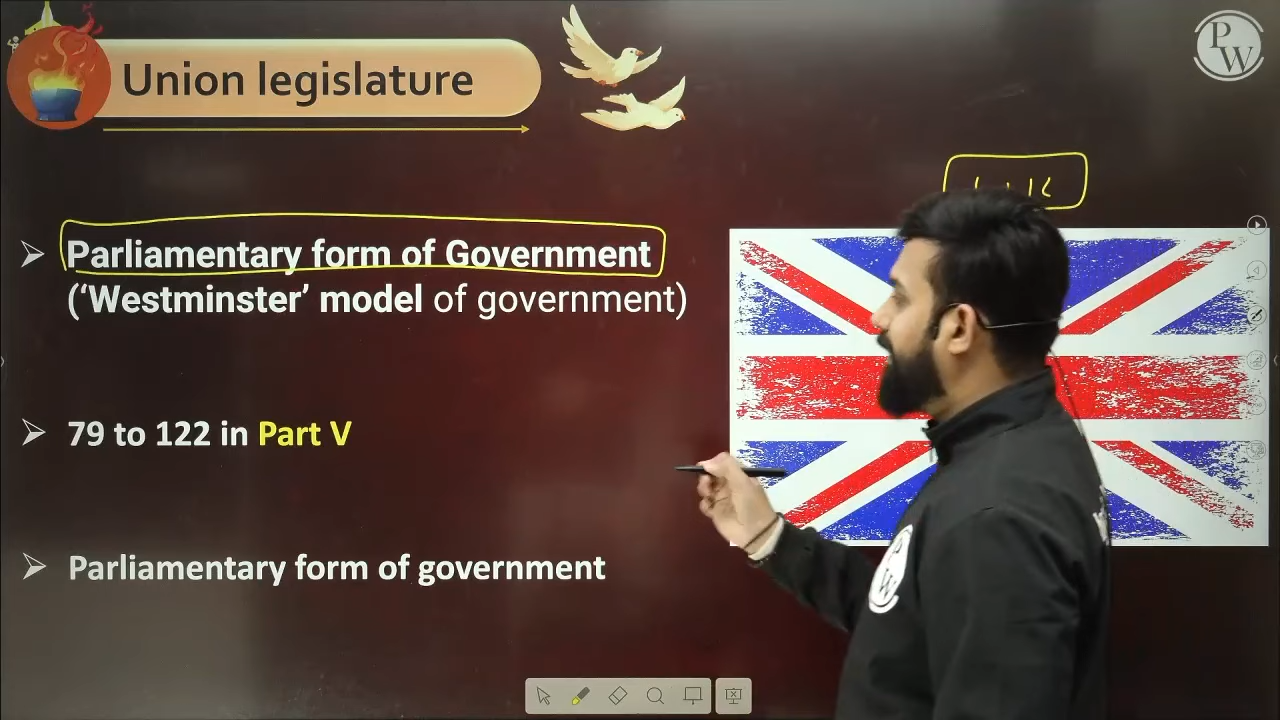 Union legislature
PW
Parliamentary form of Government
(‘Westminster’ model of government)
79 to 122 in Part V
Parliamentary form of government